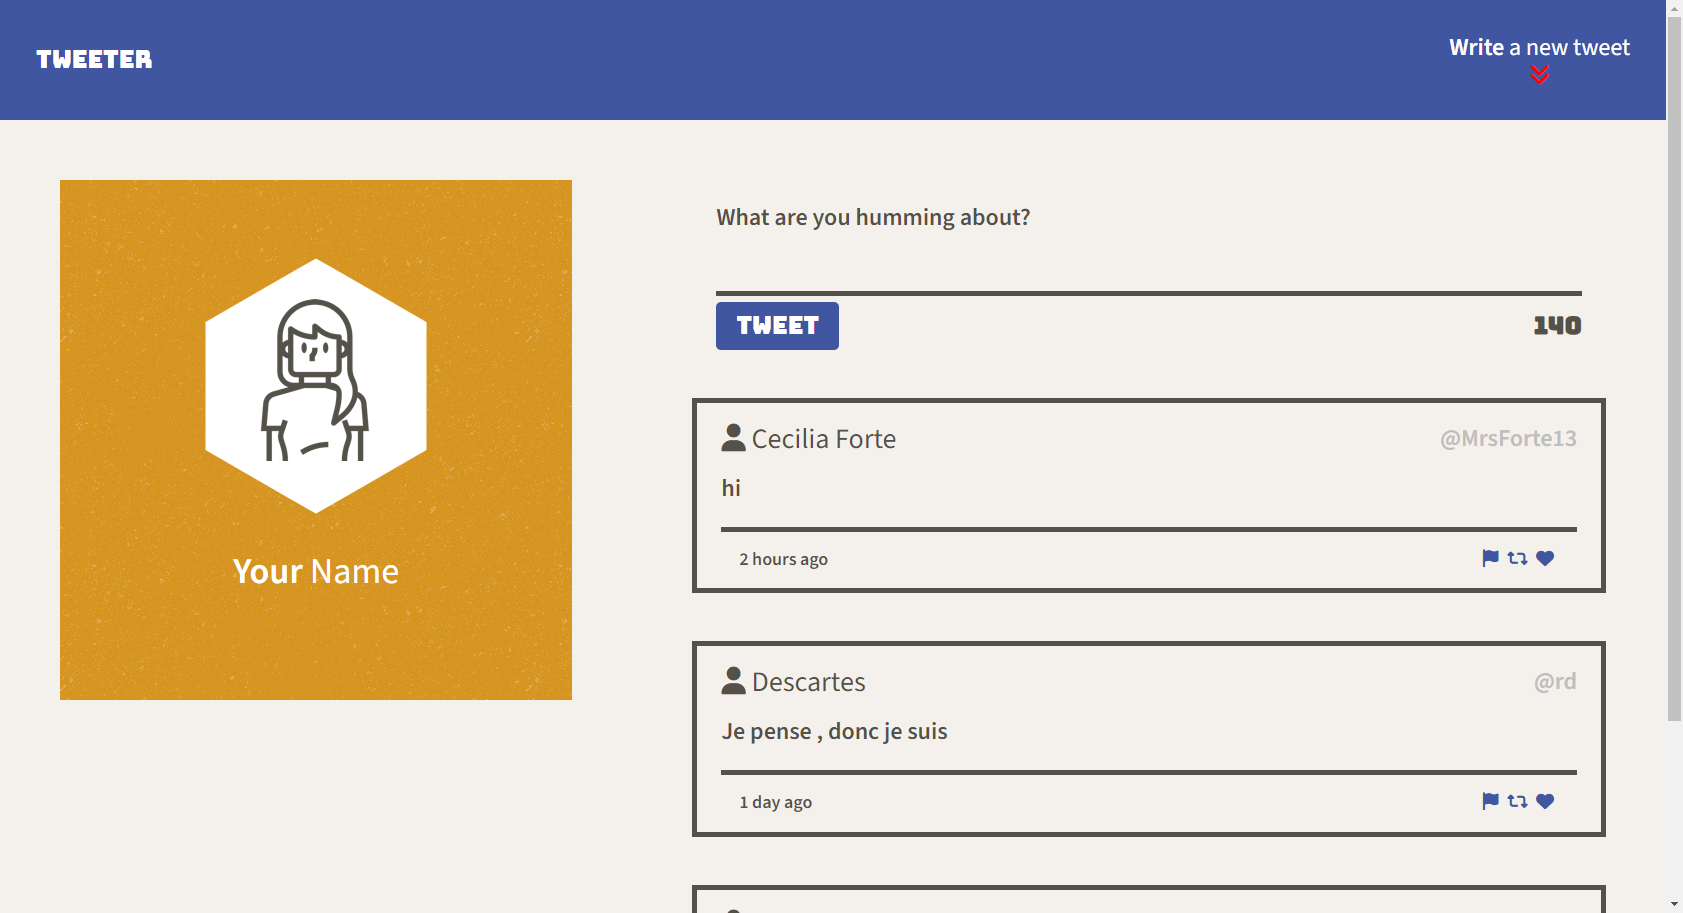 TWEETER
Write a new tweet
Your Name
What are you humming about?
TWEET
140
Cecilia Forte
@MrsForte13
hi
2 hours ago
Descartes
@rd
Je pense , donc je suis
1 day ago